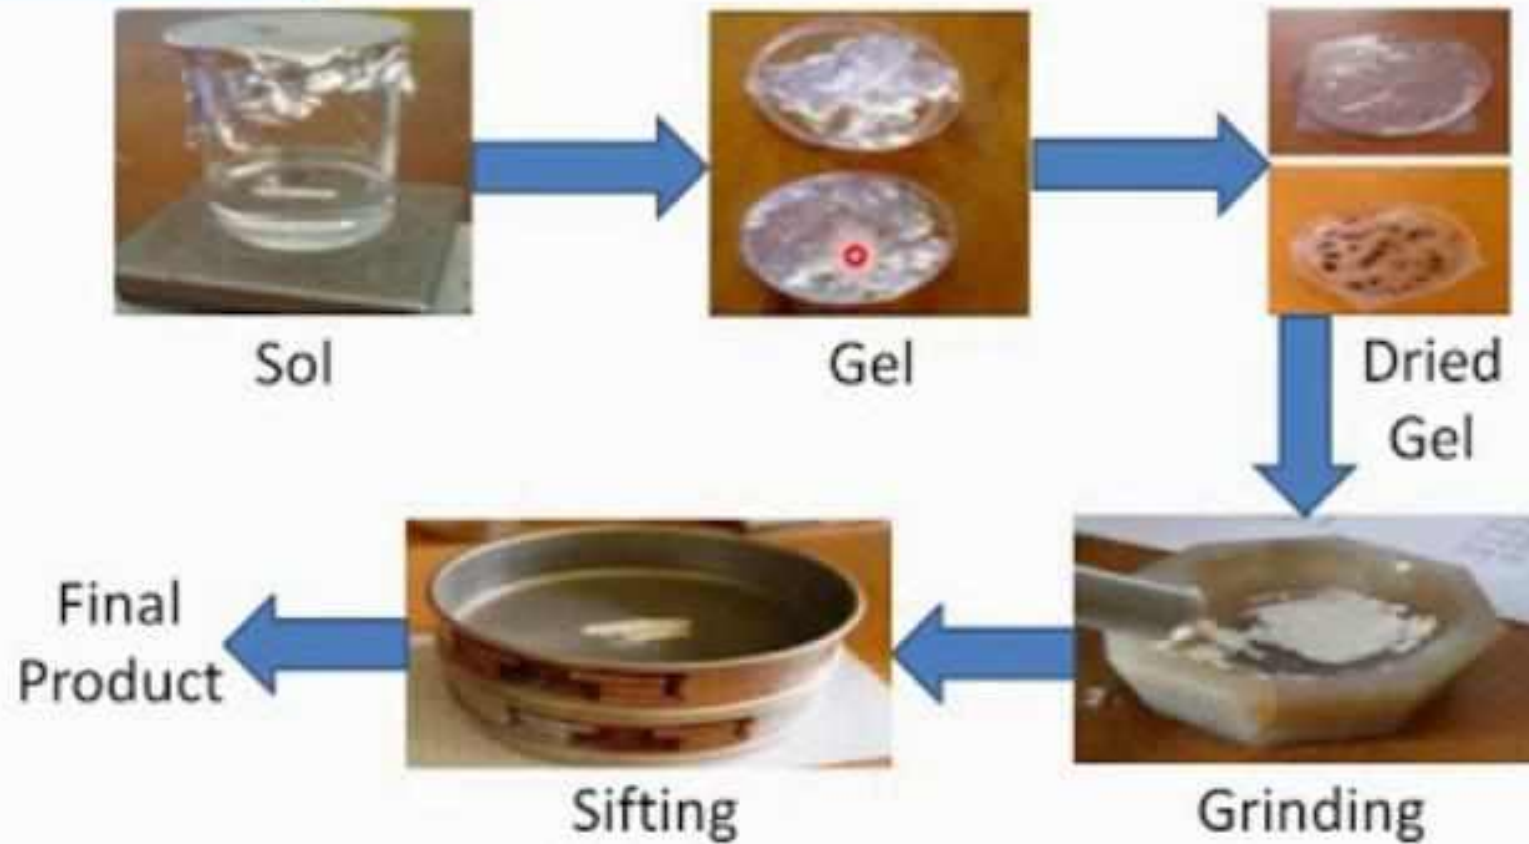 Sol
Gel
Dried
Gel
Grinding
Sifting
Final
Product